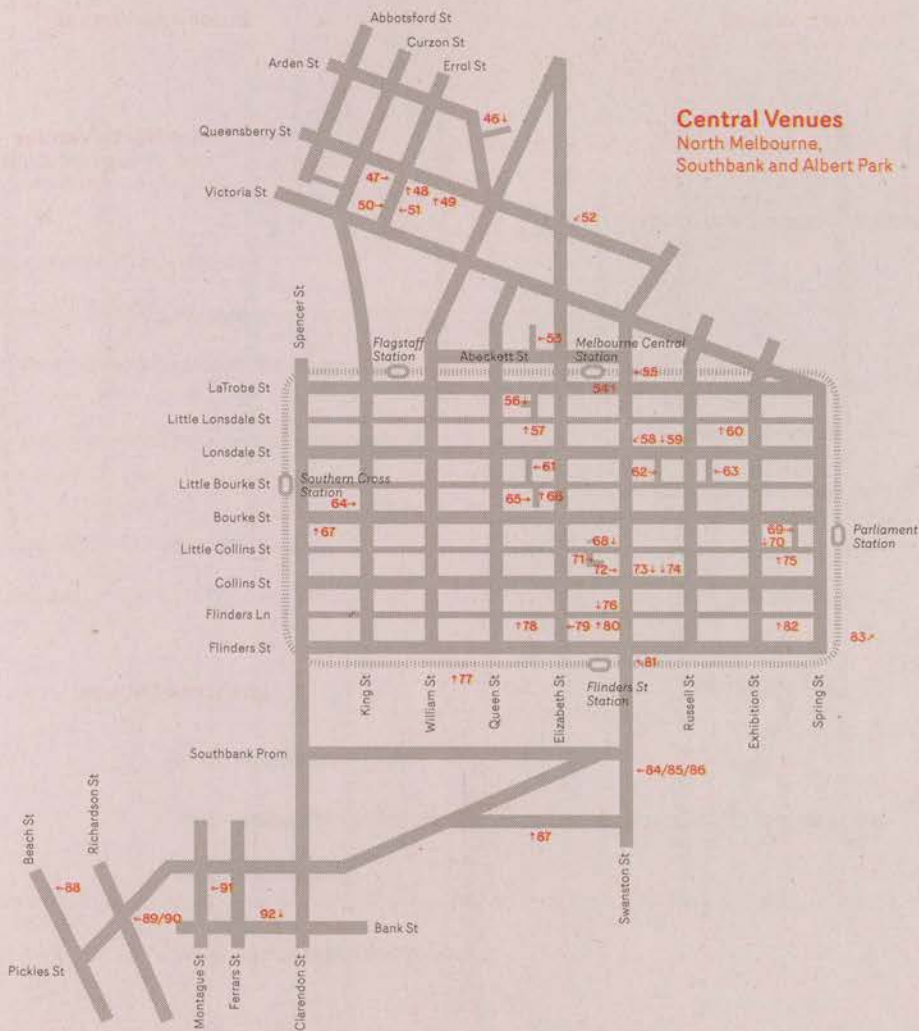 Abbotsford St
Curzon St
Errol St
Arden St
46↓
Central Venues
North Melbourne,
Southbank and Albert Park
Queensberry St
47→
↑48
↑49
Victoria St
50→
←51
↙52
Spencer St
Flagstaff
Station
←53
Abeckett St
Melbourne Central
Station
←55
LaTrobe St
54↑
56↓
Little Lonsdale St
↑57
↙58 ↓59
↑60
Lonsdale St
←61
62→
←63
Little Bourke St
Southern Cross
Station
64→
65→
↑66
Bourke St
↑67
68↓
69→
↓70
Parliament
Station
Little Collins St
71→
72→
73↓ ↓74
↑75
Collins St
↓76
Flinders Ln
↑78
←79 ↑80
↑82
83↗
Flinders St
↖81
↑77
Flinders St
Station
King St
William St
Queen St
Elizabeth St
Russell St
Exhibition St
Spring St
Southbank Prom
←84/85/86
↑87
Swanston St
Beach St
Richardson St
←88
←89/90
←91
92↓
Bank St
Pickles St
Montague St
Ferrars St
Clarendon St